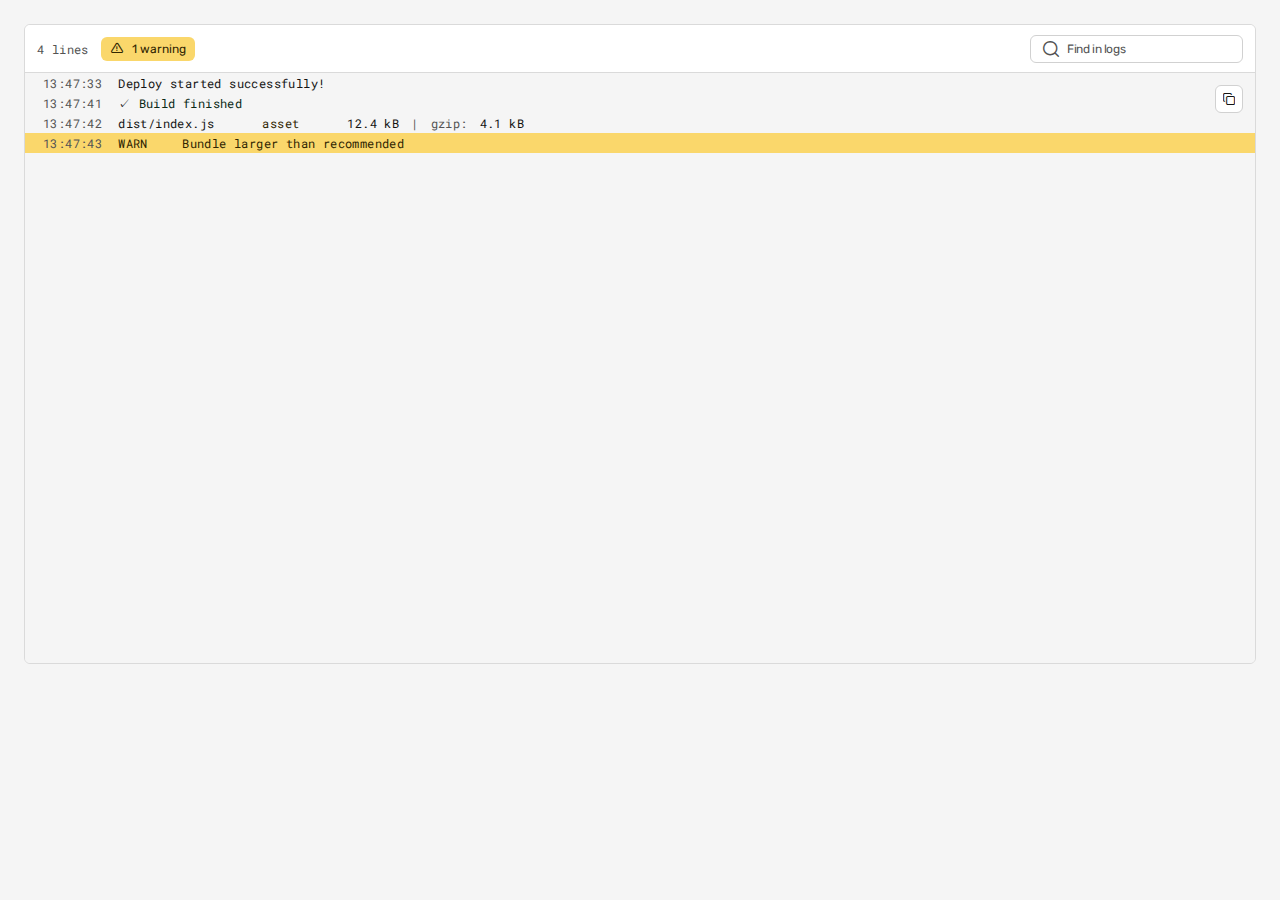 4 lines 1 warning Find in logs
13:47:33 Deploy started successfully!
13:47:41 ✓ Build finished
13:47:42 dist/index.js asset 12.4 kB | gzip: 4.1 kB
13:47:43 WARN Bundle larger than recommended